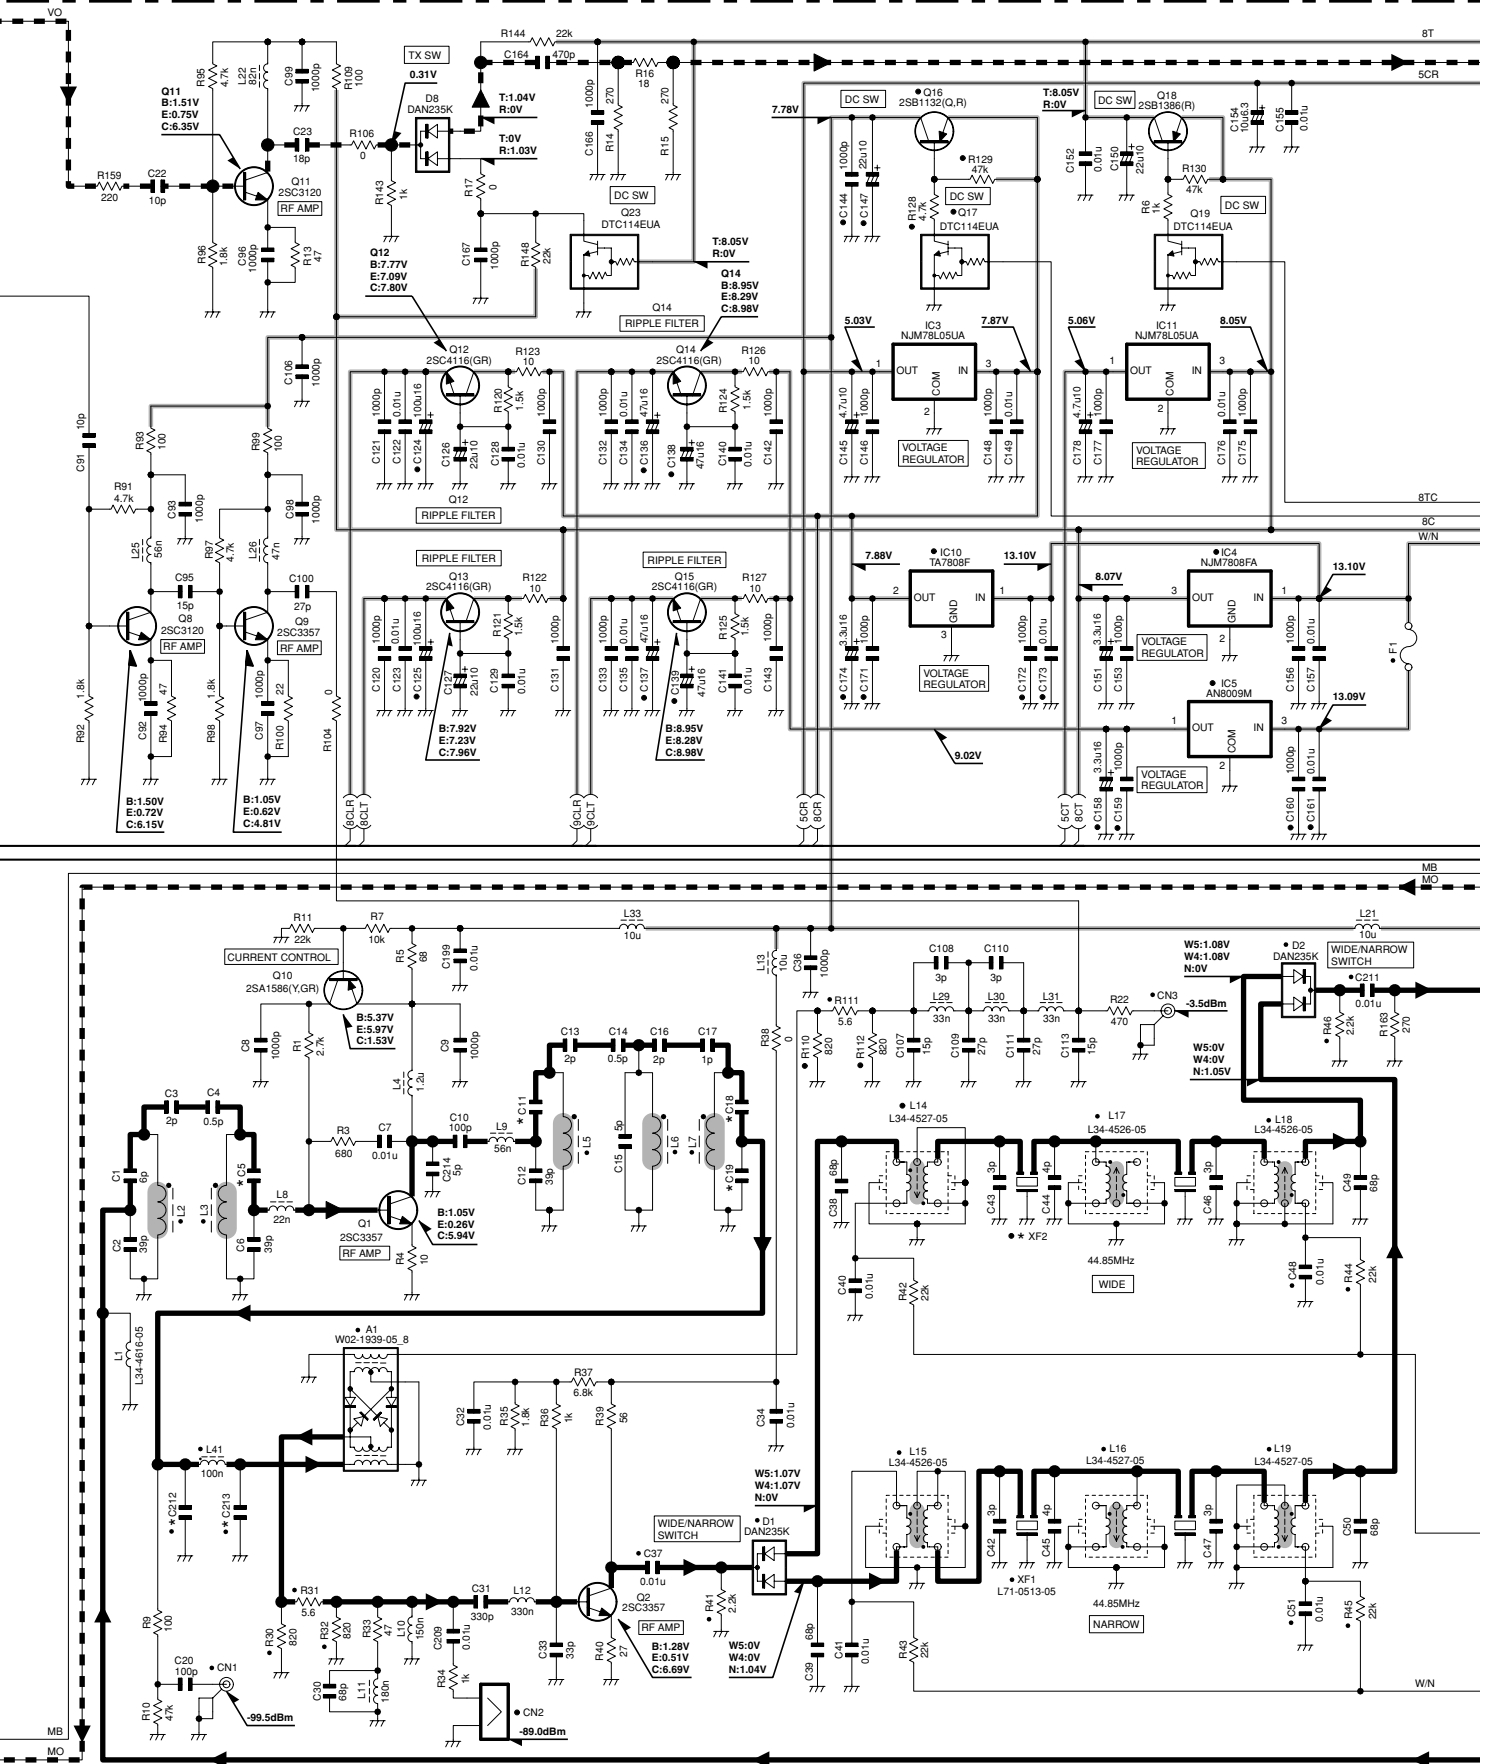 VO
R144 22k
8T
TX SW
C164 470p
R95 4.7k
L22 82n
C99 1000p
R109 100
0.31V
R16 18
5CR
Q11
B:1.51V
E:0.75V
C:6.35V
D8
DAN235K
T:1.04V
R:0V
T:0V
R:1.03V
1000p C166
270 R14
270 R15
7.78V
DC SW
Q16
2SB1132(Q,R)
T:8.05V
R:0V
DC SW
Q18
2SB1386(R)
C154 10u6.3
C155 0.01u
C23
18p
R106
0
C144 1000p
C147 22u10
R129
47k
C152 0.01u
C150 22u10
R130
47k
R159
220
C22
10p
Q11
2SC3120
RF AMP
R143 1k
R17 0
DC SW
Q23
DTC114EUA
R128 4.7k
DC SW
Q17
DTC114EUA
R6 1k
DC SW
Q19
DTC114EUA
R96 1.8k
C96 1000p
R13 47
Q12
B:7.77V
E:7.09V
C:7.80V
C167 1000p
R148 22k
T:8.05V
R:0V
Q14
B:8.95V
E:8.29V
C:8.98V
Q14
RIPPLE FILTER
5.03V
IC3
NJM78L05UA
7.87V
5.06V
IC11
NJM78L05UA
8.05V
C106 1000p
Q12
2SC4116(GR)
R123
10
Q14
2SC4116(GR)
R126
10
1 OUT COM IN 3
2
1 OUT COM IN 3
2
10p C91
R93 100
R99 100
1000p C121
0.01u C122
100u16 C124
R120 1.5k
C126 22u10
C128 0.01u
1000p C130
1000p C132
0.01u C134
47u16 C136
R124 1.5k
C138 47u16
C140 0.01u
1000p C142
4.7u10 C145
1000p C146
VOLTAGE
REGULATOR
1000p C148
0.01u C149
4.7u10 C178
1000p C177
VOLTAGE
REGULATOR
0.01u C176
1000p C175
R91
4.7k
C93 1000p
C98 1000p
L25 56n
R97 4.7k
L26 47n
Q12
RIPPLE FILTER
8TC
8C
W/N
C95
15p
C100
27p
Q8
2SC3120
RF AMP
Q9
2SC3357
RF AMP
RIPPLE FILTER
Q13
2SC4116(GR)
R122
10
RIPPLE FILTER
Q15
2SC4116(GR)
R127
10
7.88V
IC10
TA7808F
13.10V
8.07V
IC4
NJM7808FA
13.10V
2 OUT GND IN 1
3
3 OUT GND IN 1
2
1.8k R92
1000p C92
47 R94
1.8k R98
1000p C97
22 R100
0 R104
1000p C120
0.01u C123
100u16 C125
R121 1.5k
C127 22u10
C129 0.01u
1000p C131
1000p C133
0.01u C135
47u16 C137
R125 1.5k
C139 47u16
C141 0.01u
1000p C143
3.3u16 C174
1000p C171
VOLTAGE
REGULATOR
1000p C172
0.01u C173
3.3u16 C151
1000p C153
VOLTAGE
REGULATOR
1000p C156
0.01u C157
F1
IC5
AN8009M
13.09V
1 OUT COM IN 3
2
B:1.50V
E:0.72V
C:6.15V
B:1.05V
E:0.62V
C:4.81V
B:7.92V
E:7.23V
C:7.96V
B:8.95V
E:8.28V
C:8.98V
9.02V
3.3u16 C158
1000p C159
VOLTAGE
REGULATOR
1000p C160
0.01u C161
8CLR
8CLT
9CLR
9CLT
5CR
8CR
5CT
8CT
MB
MO
R11
22k
R7
10k
L33
10u
L21
10u
CURRENT CONTROL
Q10
2SA1586(Y,GR)
R5 68
C199 0.01u
L13 10u
C36 1000p
C108
3p
C110
3p
W5:1.08V
W4:1.08V
N:0V
D2
DAN235K
WIDE/NARROW
SWITCH
C211
0.01u
B:5.37V
E:5.97V
C:1.53V
C8 1000p
R1 2.7k
C9 1000p
R38 0
R111
5.6
L29
33n
L30
33n
L31
33n
R22
470
CN3
-3.5dBm
R46 2.2k
R163 270
C13
2p
C14
0.5p
C16
2p
C17
1p
R110 820
R112 820
C107 15p
C109 27p
C111 27p
C113 15p
W5:0V
W4:0V
N:1.05V
L4 1.2u
C3
2p
C4
0.5p
C10
100p
L9
56n
* C11
L5
C15 5p
L6
L7
* C18
L14
L34-4527-05
L17
L34-4526-05
L18
L34-4526-05
R3
680
C7
0.01u
C214 5p
C12 39p
* C19
C1 6p
L2
L3
* C5
L8
22n
Q1
2SC3357
RF AMP
B:1.05V
E:0.26V
C:5.94V
68p C38
3p C43
* XF2
4p C44
3p C46
C49 68p
C2 39p
C6 39p
R4 10
44.85MHz
WIDE
C40 0.01u
R42 22k
C48 0.01u
R44 22k
L1 L34-4616-05
A1
W02-1939-05_8
R37
6.8k
C32 0.01u
R35 1.8k
R36 1k
R39 56
C34 0.01u
L41
100n
* C212
* C213
L15
L34-4526-05
L16
L34-4527-05
L19
L34-4527-05
W5:1.07V
W4:1.07V
N:0V
WIDE/NARROW
SWITCH
D1
DAN235K
3p C42
4p C45
3p C47
C50 68p
C37
0.01u
XF1
L71-0513-05
R31
5.6
C31
330p
L12
330n
Q2
2SC3357
RF AMP
R41 2.2k
44.85MHz
NARROW
R9 100
R30 820
R32 820
R33 47
L10 150n
C209 0.01u
C33 33p
R40 27
B:1.28V
E:0.51V
C:6.69V
W5:0V
W4:0V
N:1.04V
68p C39
C41 0.01u
R43 22k
C51 0.01u
R45 22k
C20
100p
CN1
R34 1k
C30 68p
L11 180n
R10 47k
-99.5dBm
CN2
-89.0dBm
W/N
MB
MO